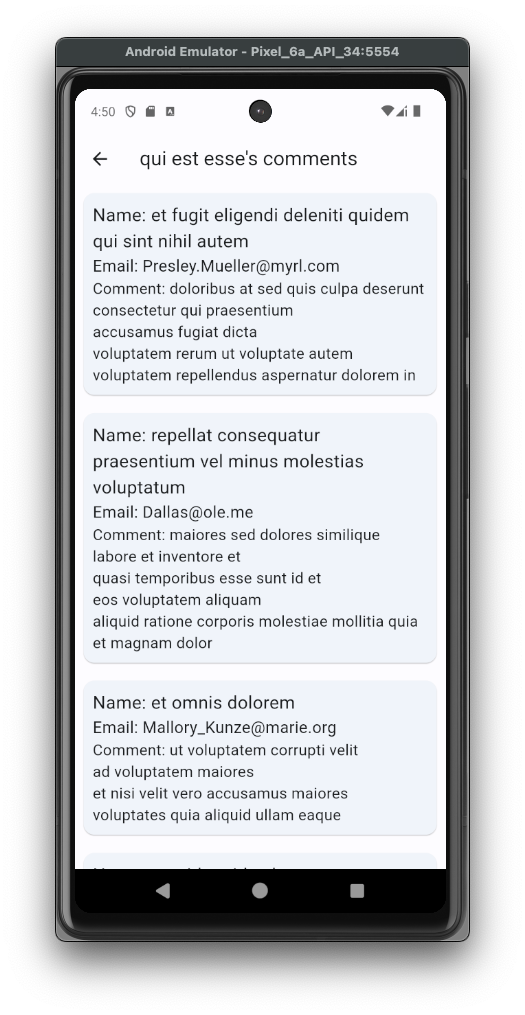 Android Emulator - Pixel_6a_API_34:5554
4:50
qui est esse's comments
Name: et fugit eligendi deleniti quidem
qui sint nihil autem
Email: Presley.Mueller@myrl.com
Comment: doloribus at sed quis culpa deserunt
consectetur qui praesentium
accusamus fugiat dicta
voluptatem rerum ut voluptate autem
voluptatem repellendus aspernatur dolorem in
Name: repellat consequatur
praesentium vel minus molestias
voluptatum
Email: Dallas@ole.me
Comment: maiores sed dolores similique
labore et inventore et
quasi temporibus esse sunt id et
eos voluptatem aliquam
aliquid ratione corporis molestiae mollitia quia
et magnam dolor
Name: et omnis dolorem
Email: Mallory_Kunze@marie.org
Comment: ut voluptatem corrupti velit
ad voluptatem maiores
et nisi velit vero accusamus maiores
voluptates quia aliquid ullam eaque